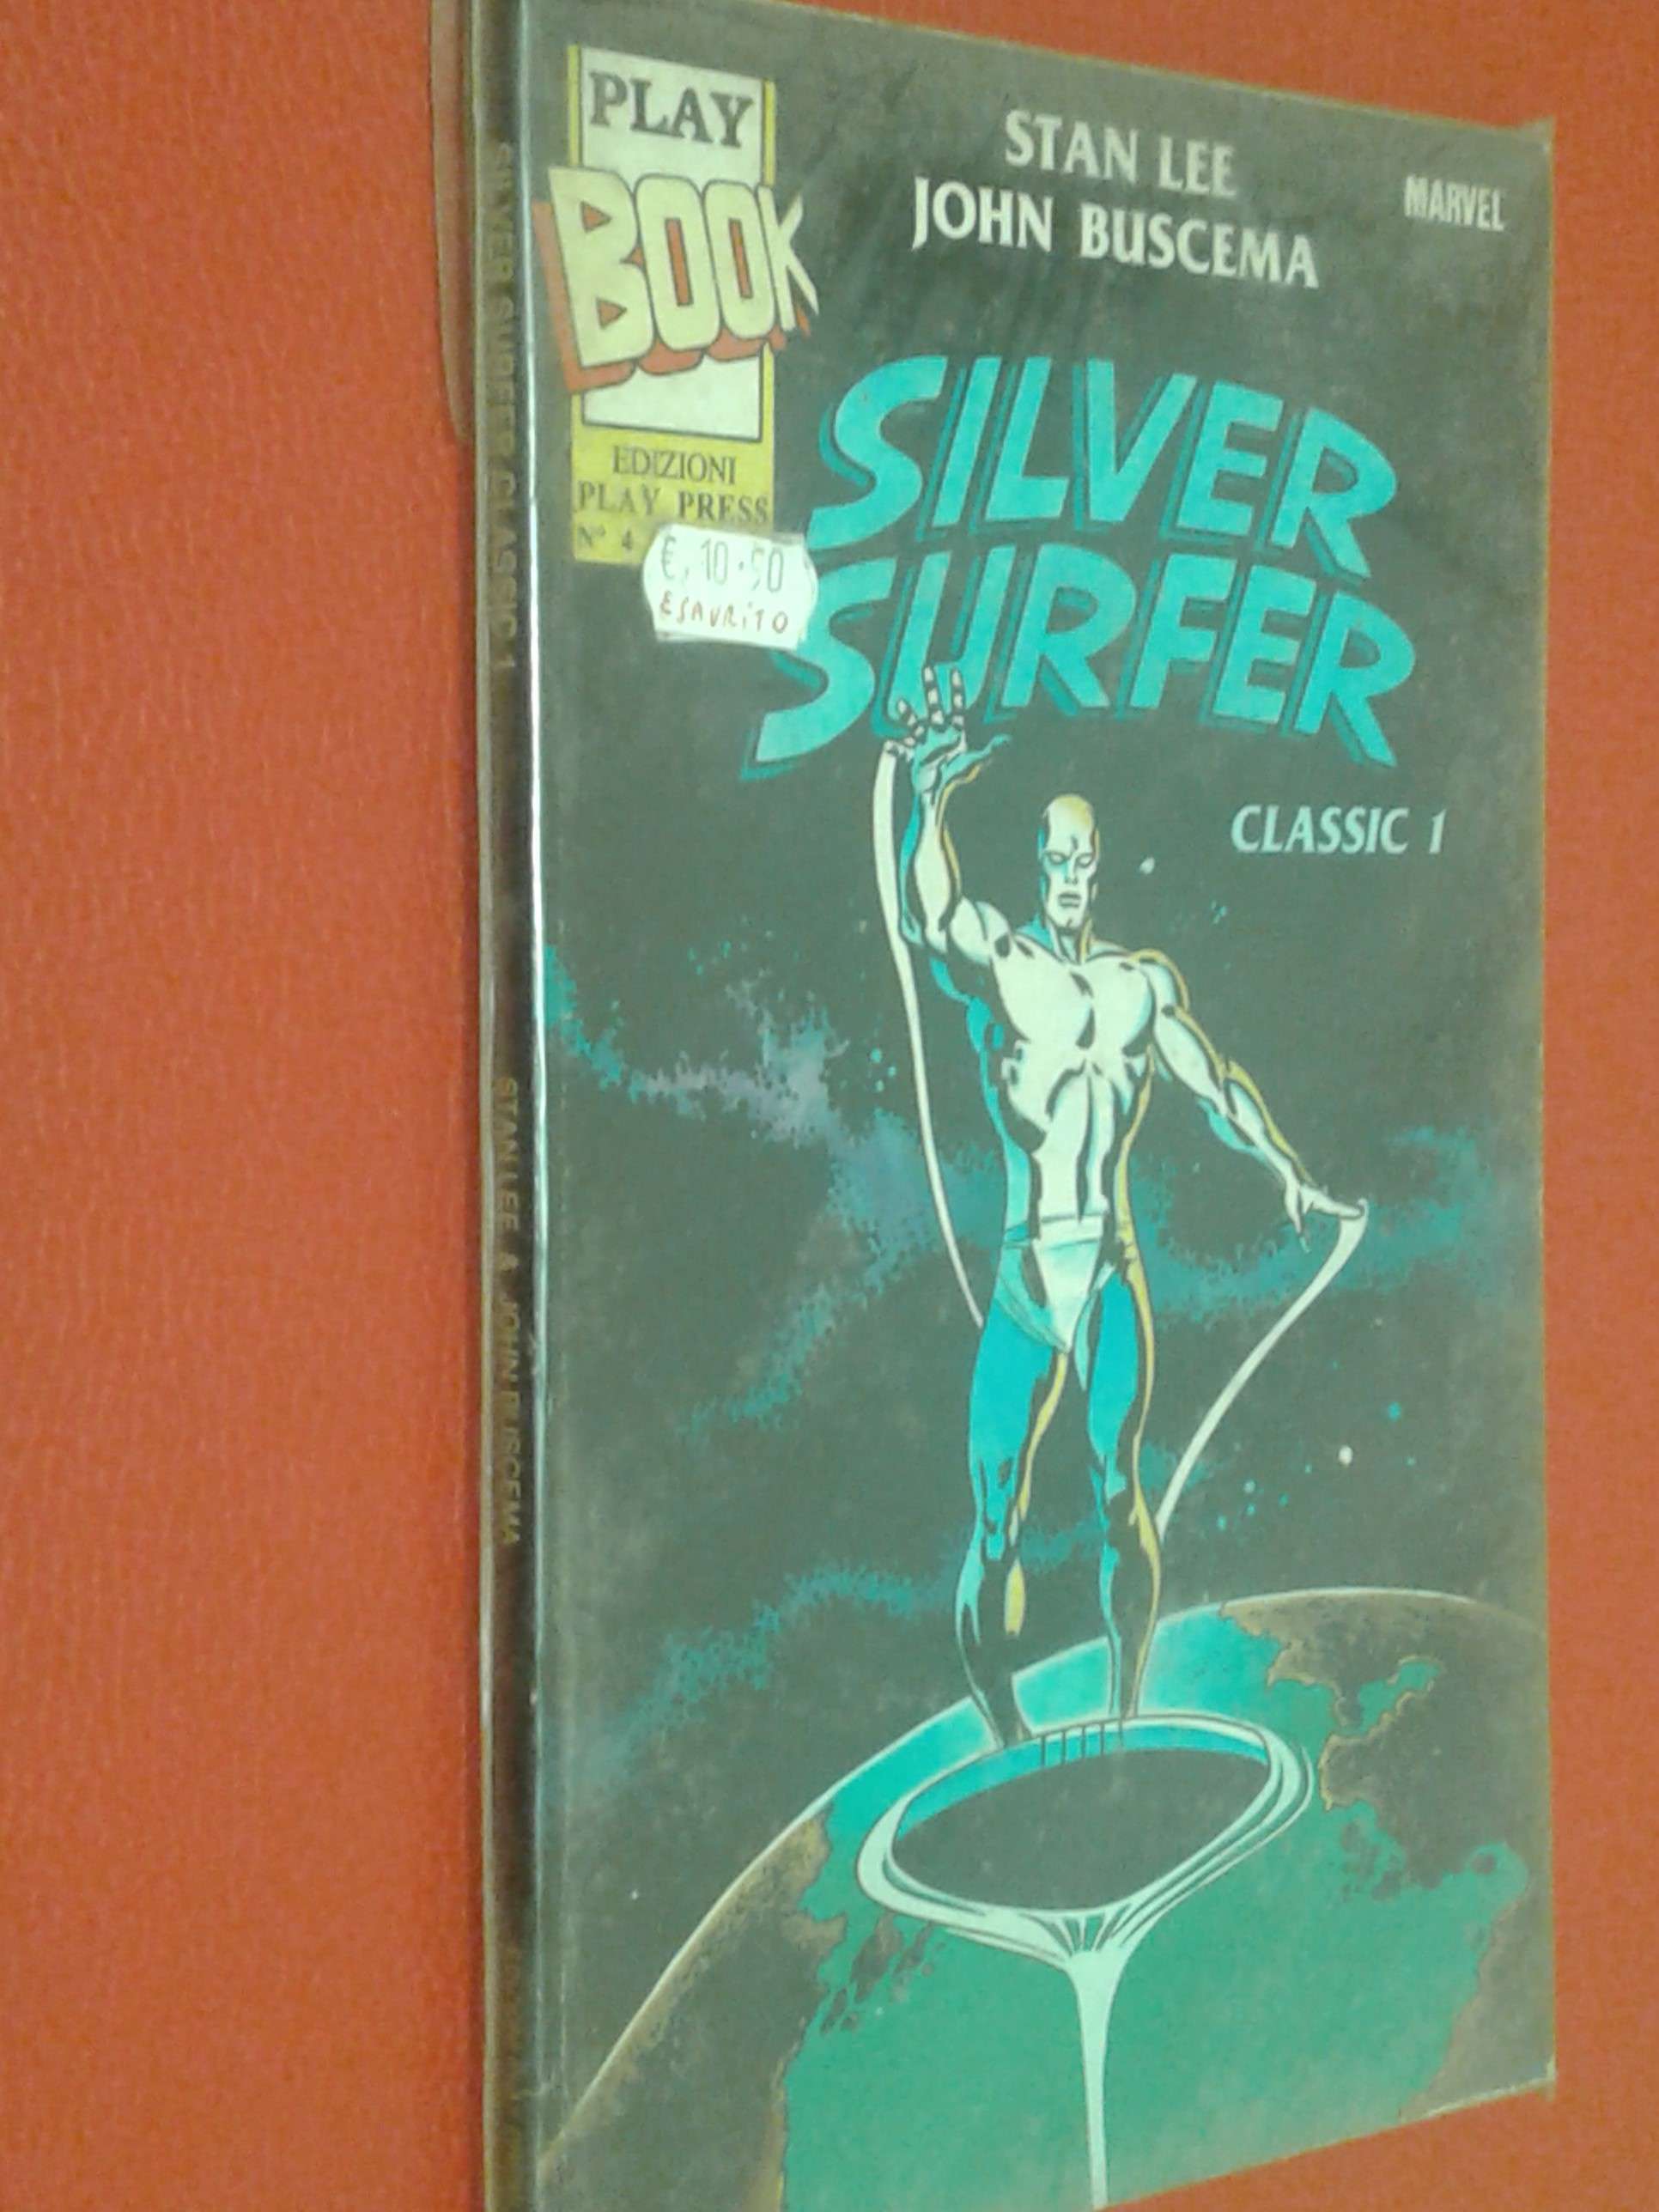 PLAY
BOOK
EDIZIONI
PLAY PRESS
N° 4
€, 10.50
ESAURITO
STAN LEE
JOHN BUSCEMA
MARVEL
SILVER
SURFER
CLASSIC 1
SILVER SURFER CLASSIC 1
STAN LEE & JOHN BUSCEMA